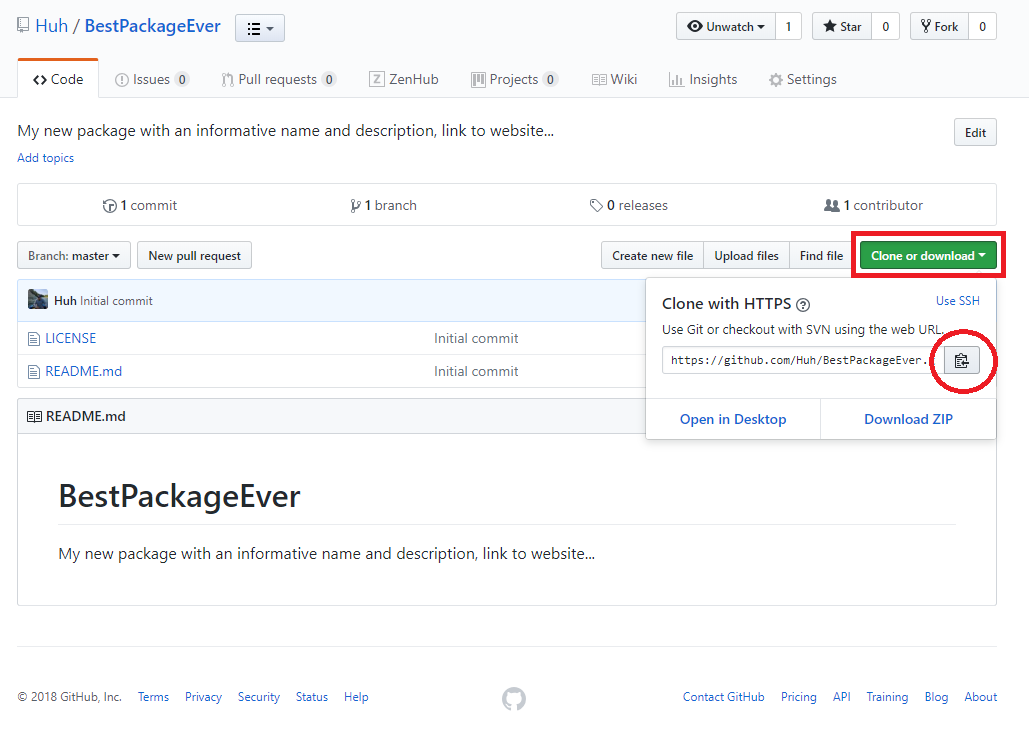 Huh / BestPackageEver
Unwatch 1 Star 0 Fork 0
Code Issues 0 Pull requests 0 ZenHub Projects 0 Wiki Insights Settings
My new package with an informative name and description, link to website...
Edit
Add topics
1 commit 1 branch 0 releases 1 contributor
Branch: master New pull request Create new file Upload files Find file Clone or download
Huh Initial commit
LICENSE Initial commit
README.md Initial commit
Clone with HTTPS Use SSH
Use Git or checkout with SVN using the web URL.
https://github.com/Huh/BestPackageEver.
Open in Desktop Download ZIP
README.md
BestPackageEver
My new package with an informative name and description, link to website...
© 2018 GitHub, Inc. Terms Privacy Security Status Help Contact GitHub Pricing API Training Blog About